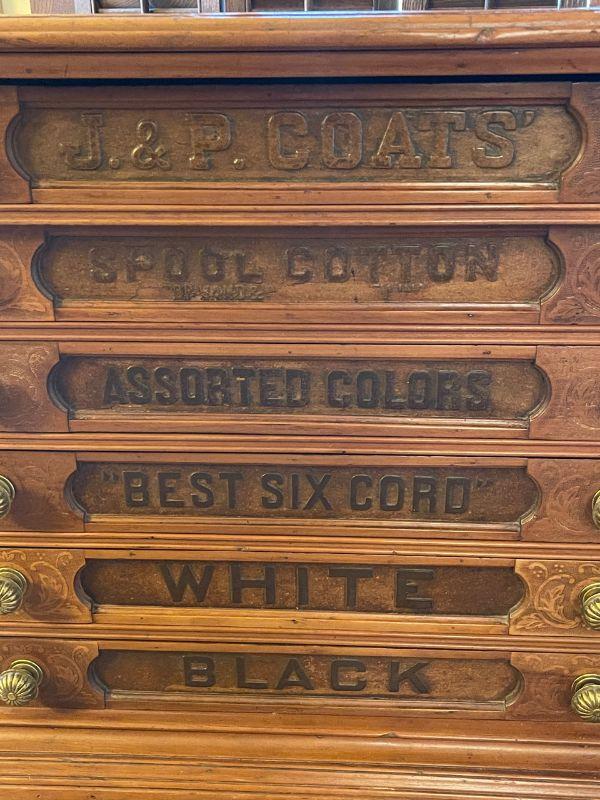 J. & P. COATS'
SPOOL COTTON
ASSORTED COLORS
"BEST SIX CORD"
WHITE
BLACK